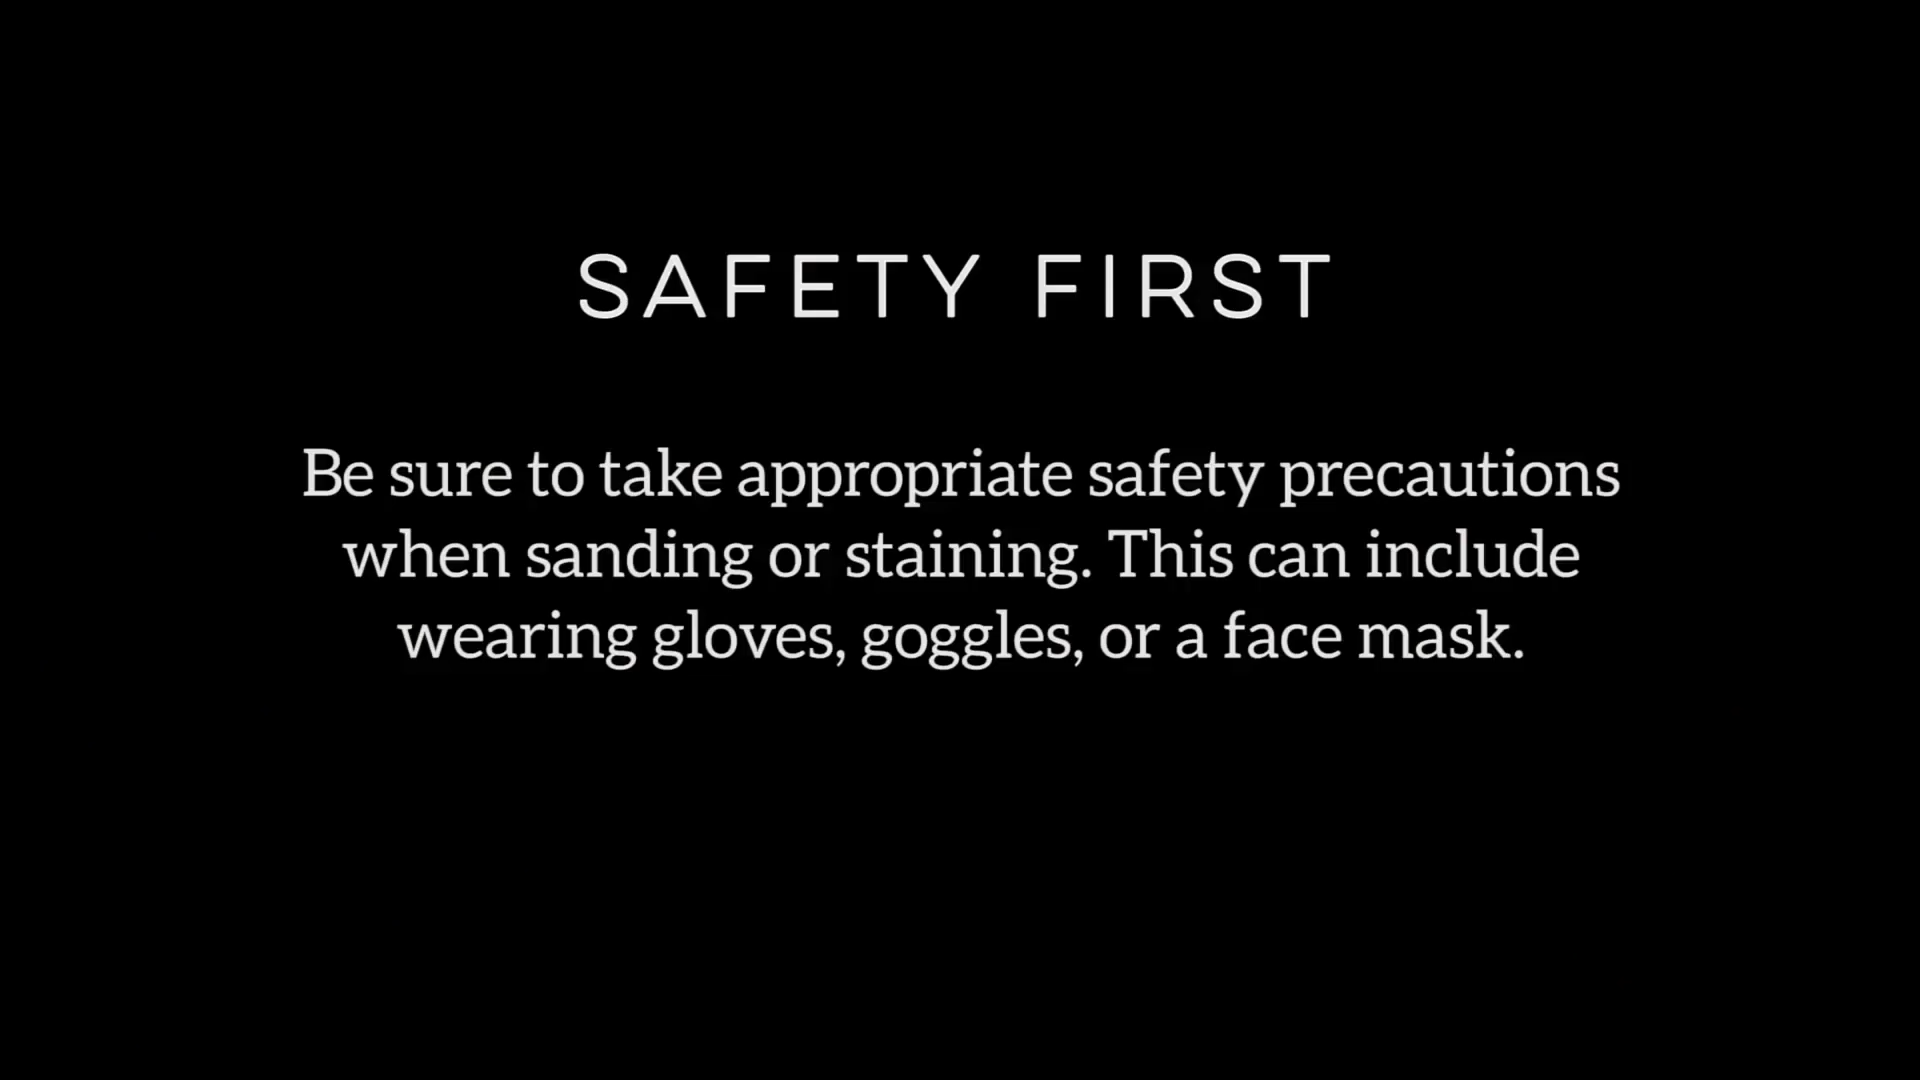 SAFETY FIRST
Be sure to take appropriate safety precautions
when sanding or staining. This can include
wearing gloves, goggles, or a face mask.